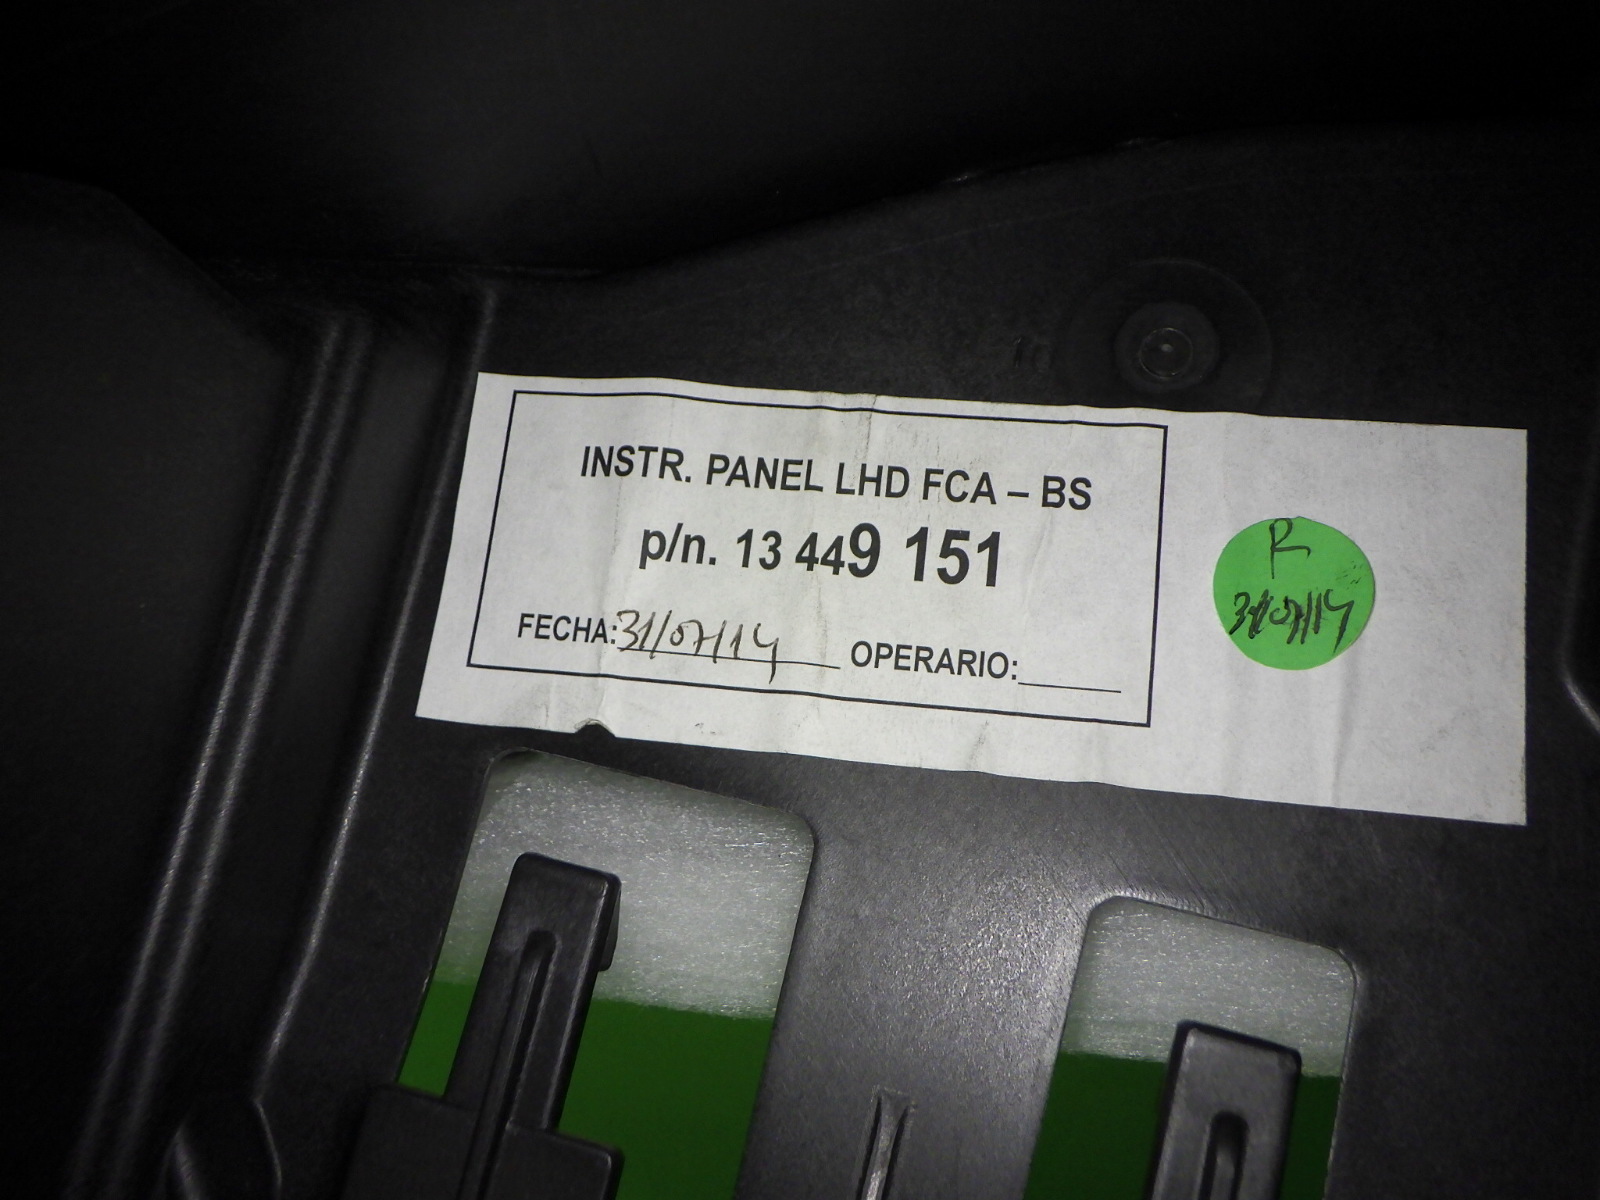 INSTR. PANEL LHD FCA – BS
p/n. 13 449 151
FECHA: 31/07/14 OPERARIO:
R
31/07/14